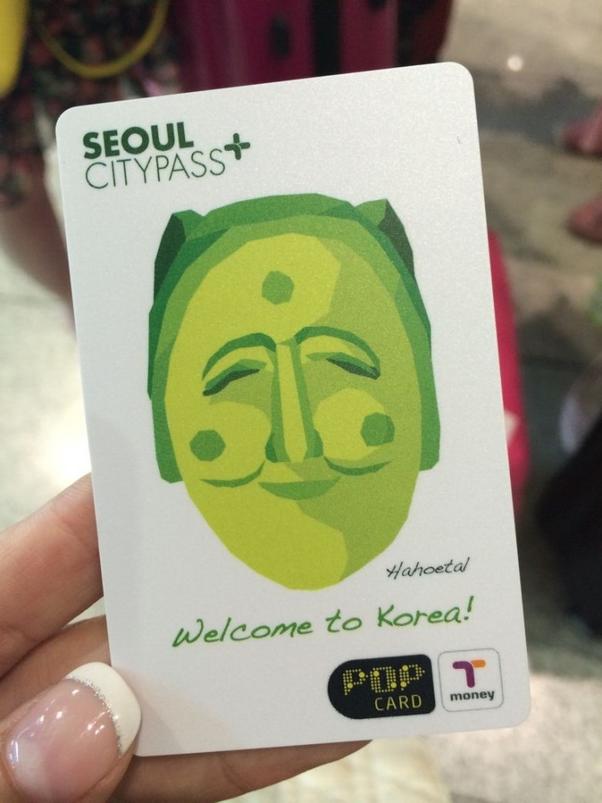 SEOUL
CITYPASS+
Hahoetal
Welcome to Korea!
POP
CARD
T
money